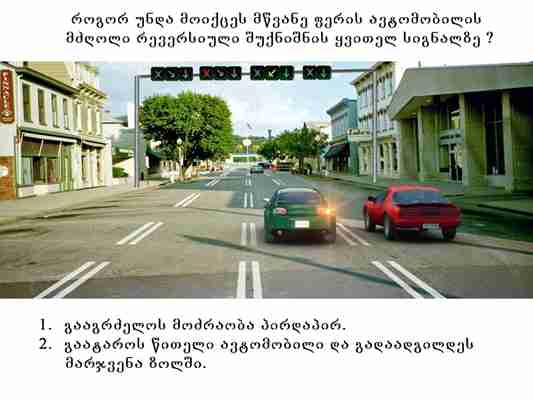 როგორ უნდა მოიქცეს მწვანე ფერის ავტომობილის
მძღოლი რევერსიული შუქნიშნის ყვითელ სიგნალზე ?
1. გააგრძელოს მოძრაობა პირდაპირ.
2. გაატაროს წითელი ავტომობილი და გადაადგილდეს
მარჯვენა ზოლში.